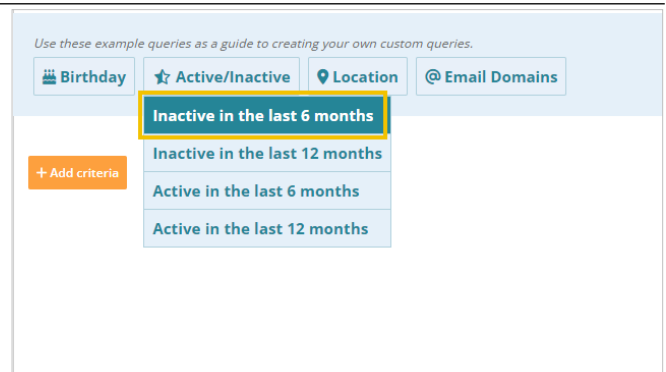 Use these example queries as a guide to creating your own custom queries.
Birthday Active/Inactive Location @ Email Domains
Inactive in the last 6 months
Inactive in the last 12 months
+ Add criteria
Active in the last 6 months
Active in the last 12 months